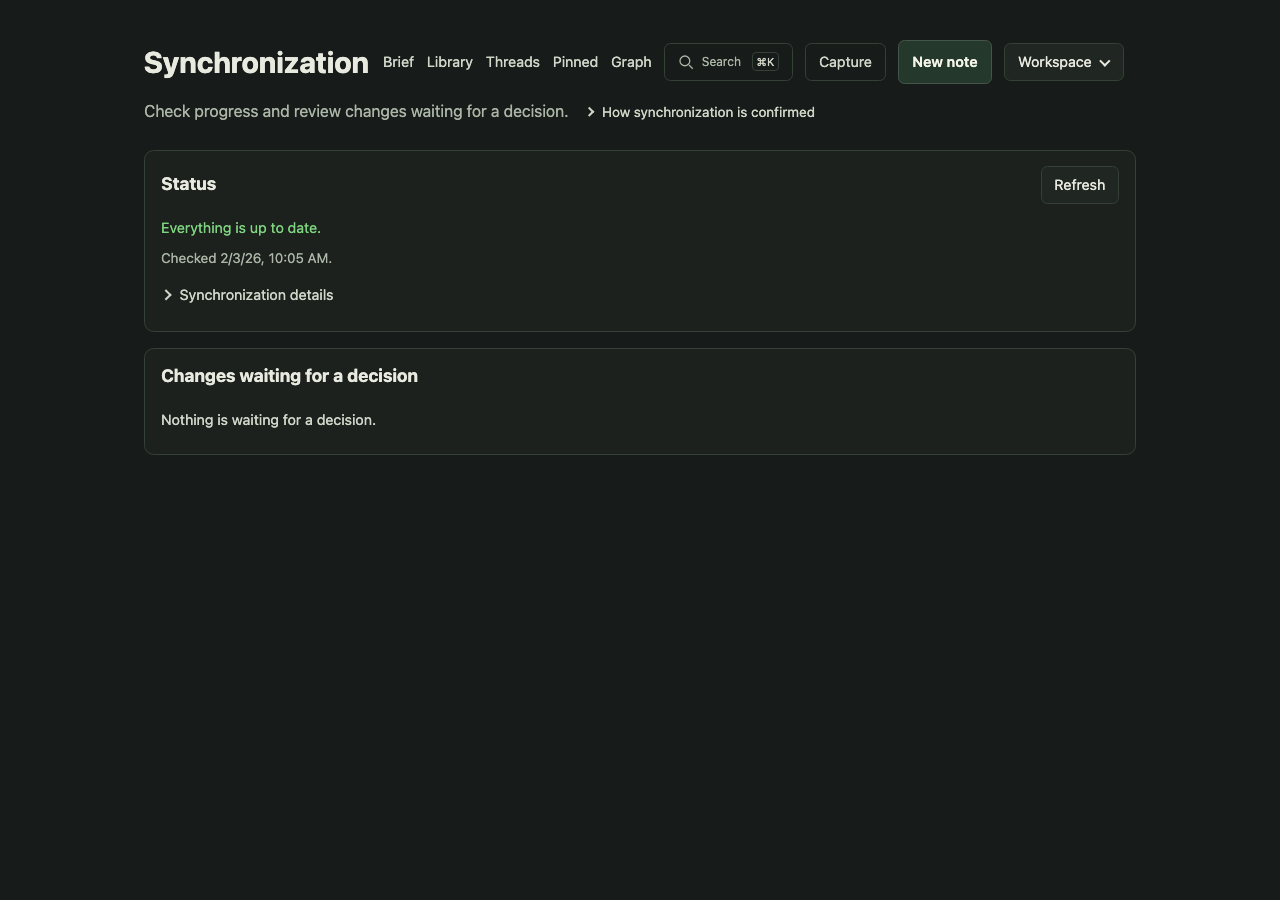 Synchronization Brief Library Threads Pinned Graph Search ⌘K Capture New note Workspace
Check progress and review changes waiting for a decision. How synchronization is confirmed
Status Refresh
Everything is up to date.
Checked 2/3/26, 10:05 AM.
Synchronization details
Changes waiting for a decision
Nothing is waiting for a decision.